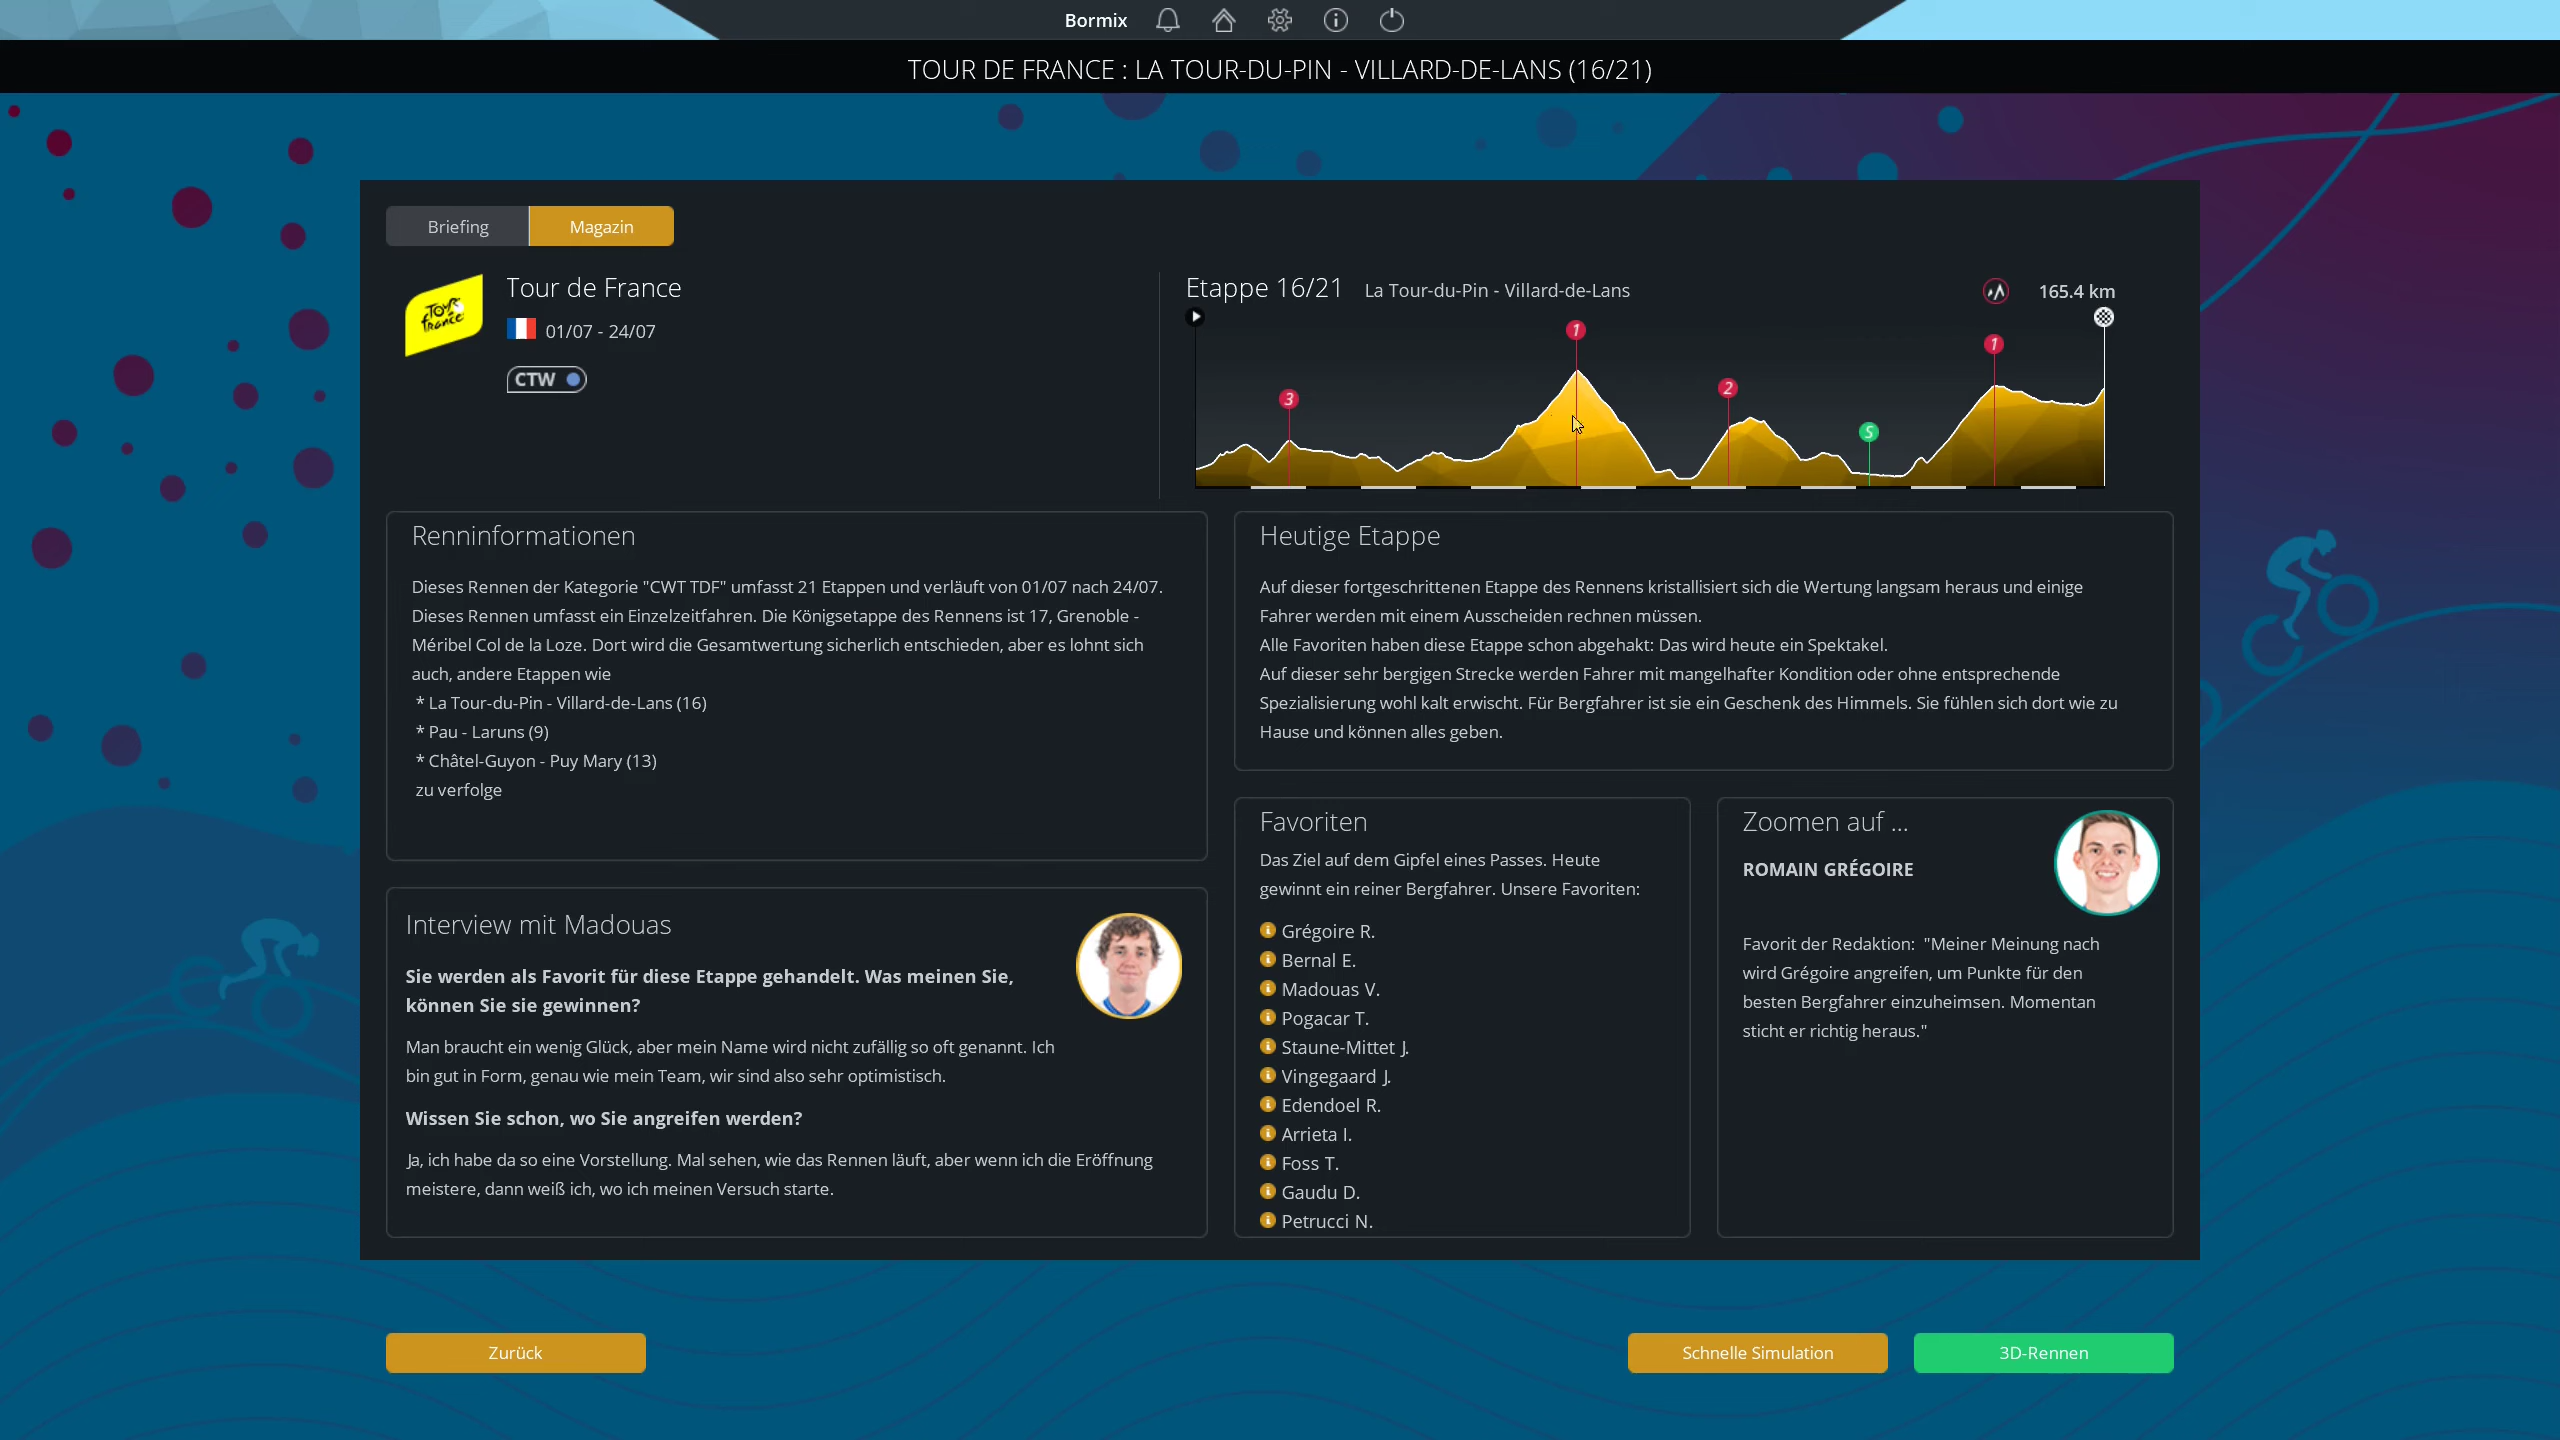 Bormix
TOUR DE FRANCE : LA TOUR-DU-PIN - VILLARD-DE-LANS (16/21)
Briefing
Magazin
TOUR
france
Tour de France
01/07 - 24/07
CTW
Etappe 16/21
La Tour-du-Pin - Villard-de-Lans
165.4 km
3
1
2
S
1
Renninformationen
Dieses Rennen der Kategorie "CWT TDF" umfasst 21 Etappen und verläuft von 01/07 nach 24/07.
Dieses Rennen umfasst ein Einzelzeitfahren. Die Königsetappe des Rennens ist 17, Grenoble -
Méribel Col de la Loze. Dort wird die Gesamtwertung sicherlich entschieden, aber es lohnt sich
auch, andere Etappen wie
* La Tour-du-Pin - Villard-de-Lans (16)
* Pau - Laruns (9)
* Châtel-Guyon - Puy Mary (13)
zu verfolge
Heutige Etappe
Auf dieser fortgeschrittenen Etappe des Rennens kristallisiert sich die Wertung langsam heraus und einige
Fahrer werden mit einem Ausscheiden rechnen müssen.
Alle Favoriten haben diese Etappe schon abgehakt: Das wird heute ein Spektakel.
Auf dieser sehr bergigen Strecke werden Fahrer mit mangelhafter Kondition oder ohne entsprechende
Spezialisierung wohl kalt erwischt. Für Bergfahrer ist sie ein Geschenk des Himmels. Sie fühlen sich dort wie zu
Hause und können alles geben.
Interview mit Madouas
Sie werden als Favorit für diese Etappe gehandelt. Was meinen Sie,
können Sie sie gewinnen?
Man braucht ein wenig Glück, aber mein Name wird nicht zufällig so oft genannt. Ich
bin gut in Form, genau wie mein Team, wir sind also sehr optimistisch.
Wissen Sie schon, wo Sie angreifen werden?
Ja, ich habe da so eine Vorstellung. Mal sehen, wie das Rennen läuft, aber wenn ich die Eröffnung
meistere, dann weiß ich, wo ich meinen Versuch starte.
Favoriten
Das Ziel auf dem Gipfel eines Passes. Heute
gewinnt ein reiner Bergfahrer. Unsere Favoriten:
Grégoire R.
Bernal E.
Madouas V.
Pogacar T.
Staune-Mittet J.
Vingegaard J.
Edendoel R.
Arrieta I.
Foss T.
Gaudu D.
Petrucci N.
Zoomen auf ...
ROMAIN GRÉGOIRE
Favorit der Redaktion:  "Meiner Meinung nach
wird Grégoire angreifen, um Punkte für den
besten Bergfahrer einzuheimsen. Momentan
sticht er richtig heraus."
Zurück
Schnelle Simulation
3D-Rennen